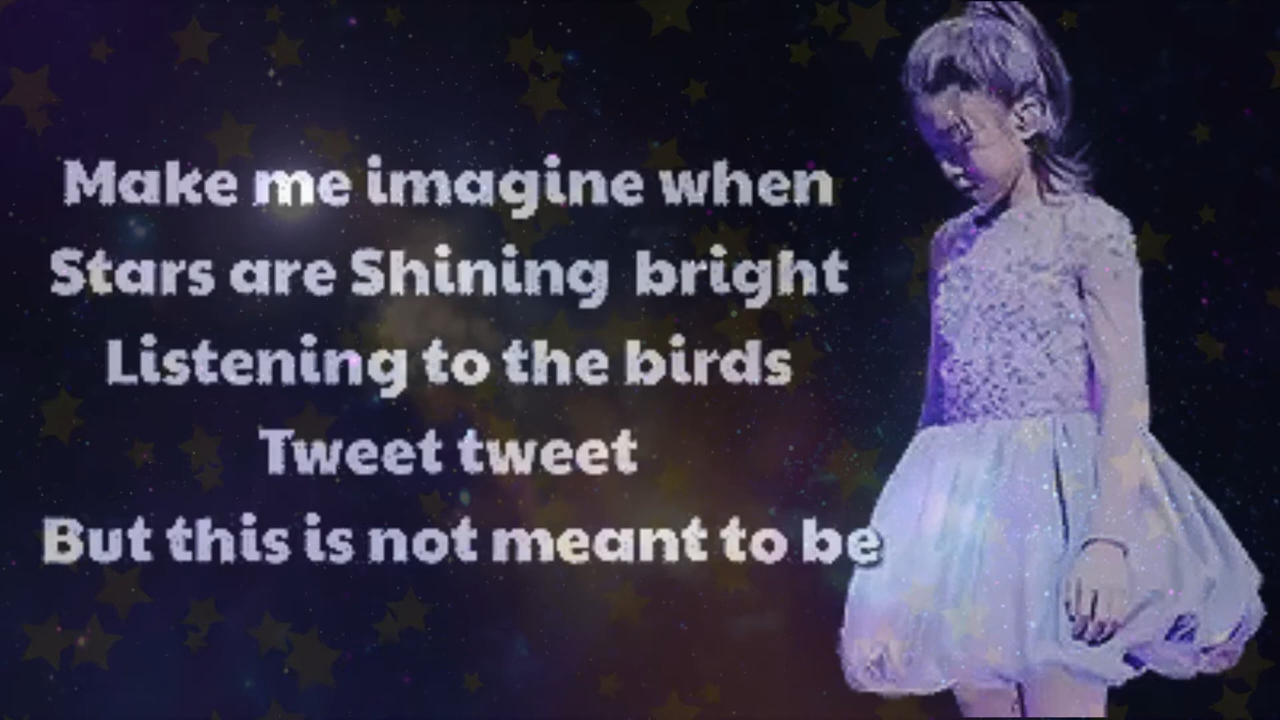 Make me imagine when
Stars are Shining bright
Listening to the birds
Tweet tweet
But this is not meant to be